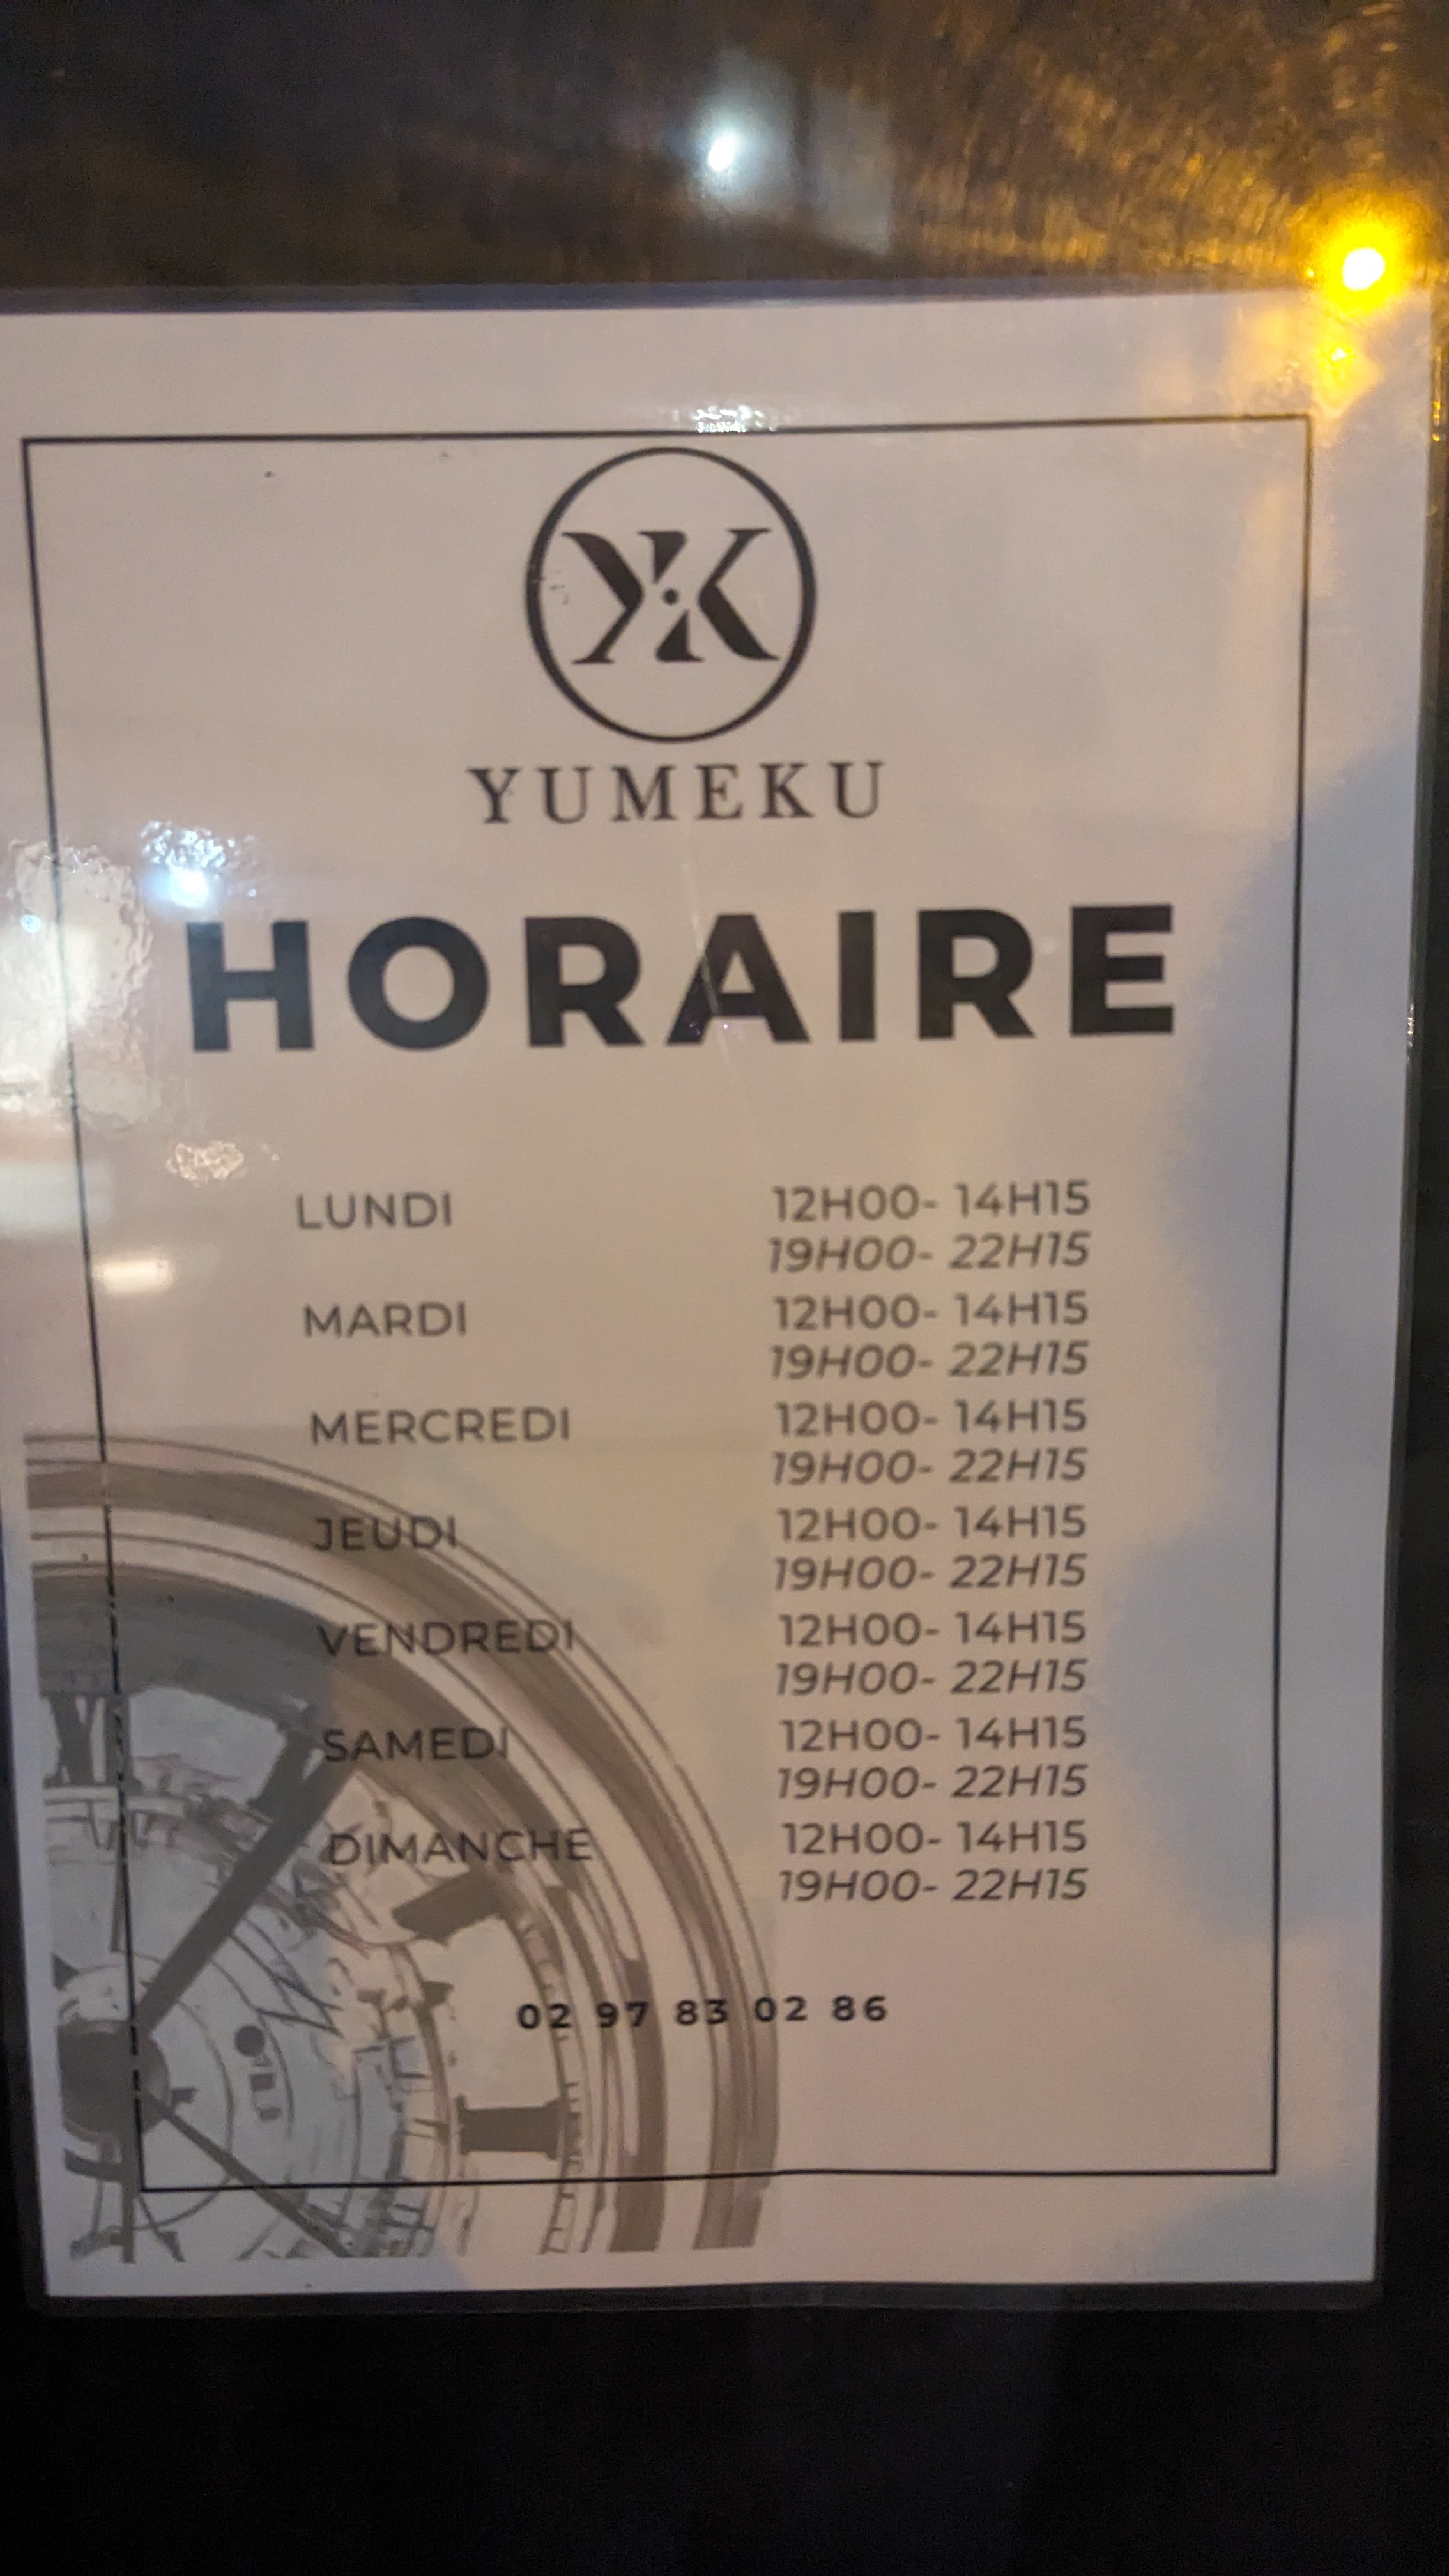 YK
YUMEKU
HORAIRE
LUNDI 12H00- 14H15
19H00- 22H15
MARDI 12H00- 14H15
19H00- 22H15
MERCREDI 12H00- 14H15
19H00- 22H15
JEUDI 12H00- 14H15
19H00- 22H15
VENDREDI 12H00- 14H15
19H00- 22H15
SAMEDI 12H00- 14H15
19H00- 22H15
DIMANCHE 12H00- 14H15
19H00- 22H15
02 97 83 02 86